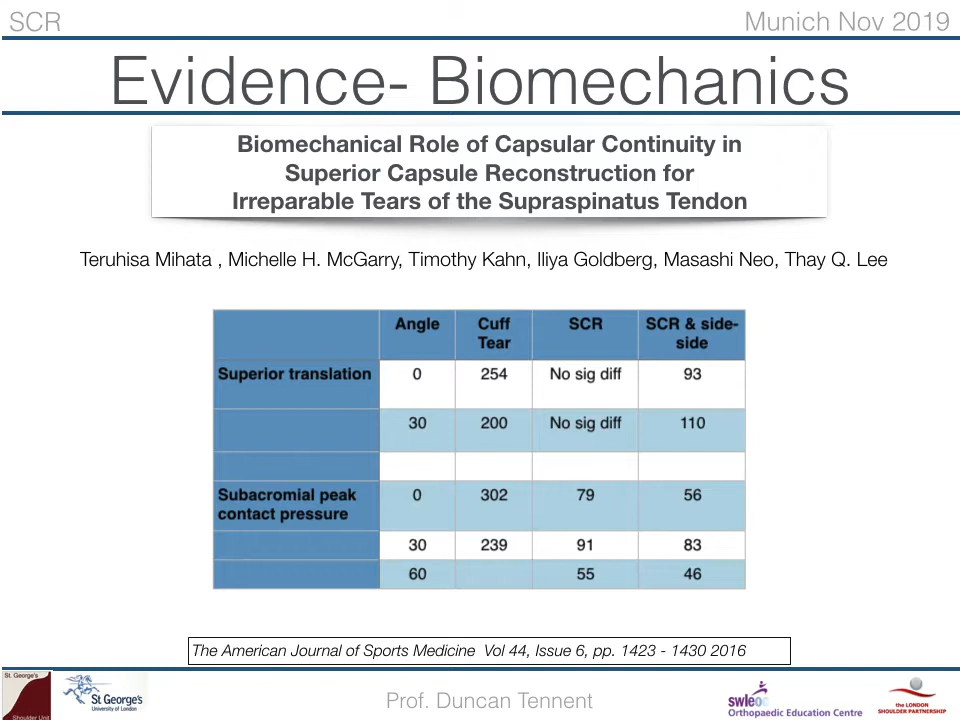 SCR
Munich Nov 2019
Evidence- Biomechanics
Biomechanical Role of Capsular Continuity in
Superior Capsule Reconstruction for
Irreparable Tears of the Supraspinatus Tendon
Teruhisa Mihata , Michelle H. McGarry, Timothy Kahn, Iliya Goldberg, Masashi Neo, Thay Q. Lee
Angle Cuff Tear SCR SCR & side-side
Superior translation 0 254 No sig diff 93
30 200 No sig diff 110
Subacromial peak contact pressure 0 302 79 56
30 239 91 83
60 55 46
The American Journal of Sports Medicine Vol 44, Issue 6, pp. 1423 - 1430 2016
St. George's
Shoulder Unit
St George's
University of London
Prof. Duncan Tennent
swleoc
Orthopaedic Education Centre
the LONDON
SHOULDER PARTNERSHIP